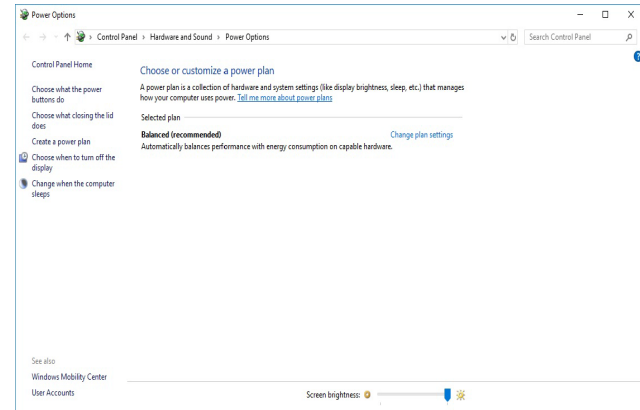 Power Options
Control Panel › Hardware and Sound › Power Options
Search Control Panel
Control Panel Home
Choose what the power
buttons do
Choose what closing the lid
does
Create a power plan
Choose when to turn off the
display
Change when the computer
sleeps
Choose or customize a power plan
A power plan is a collection of hardware and system settings (like display brightness, sleep, etc.) that manages
how your computer uses power. Tell me more about power plans
Selected plan
Balanced (recommended) Change plan settings
Automatically balances performance with energy consumption on capable hardware.
See also
Windows Mobility Center
User Accounts
Screen brightness: